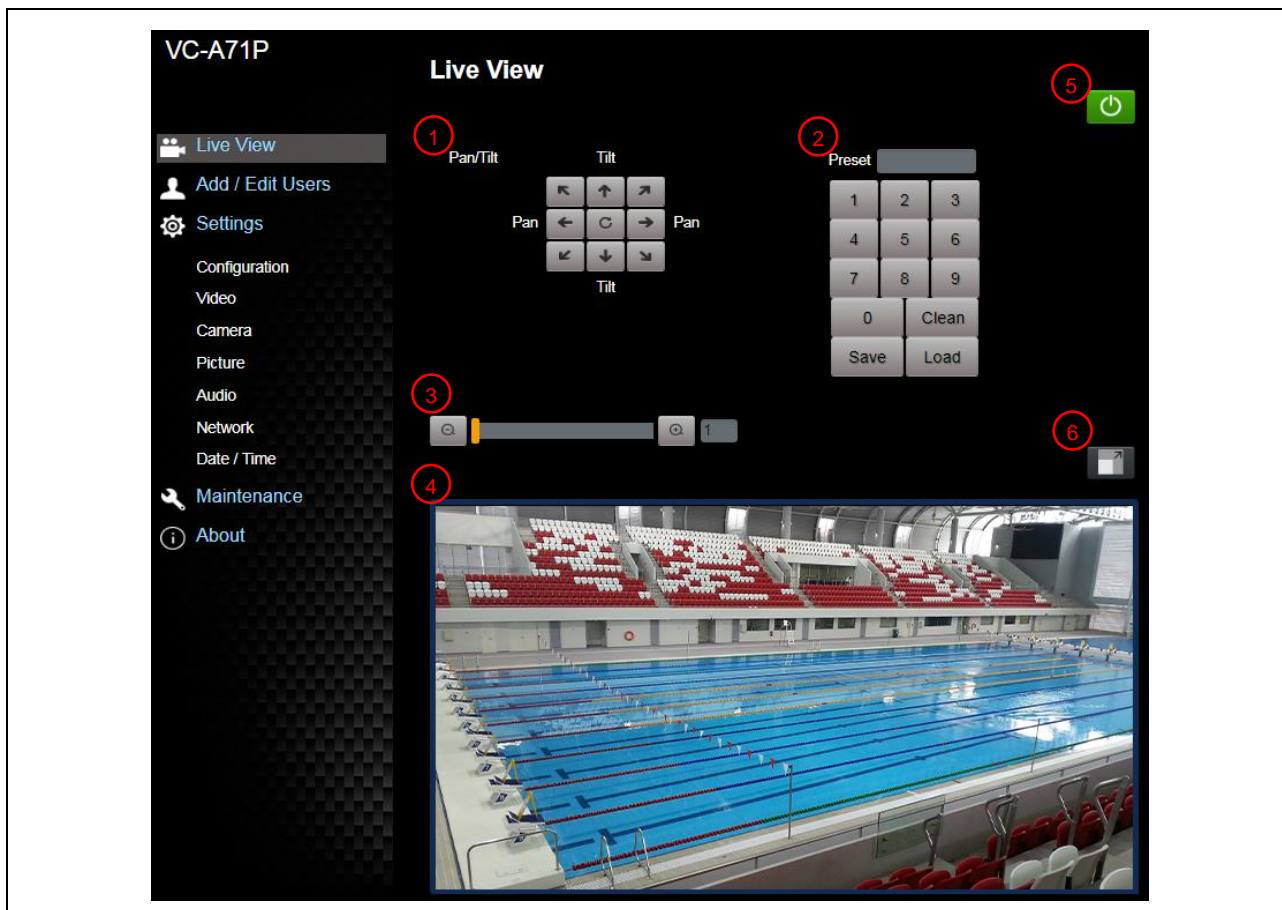 VC-A71P
Live View
5
Live View
Add / Edit Users
Settings
Configuration
Video
Camera
Picture
Audio
Network
Date / Time
Maintenance
About
1
Pan/Tilt
Tilt
Pan
Pan
Tilt
2
Preset
1 2 3
4 5 6
7 8 9
0 Clean
Save Load
3
1
6
4